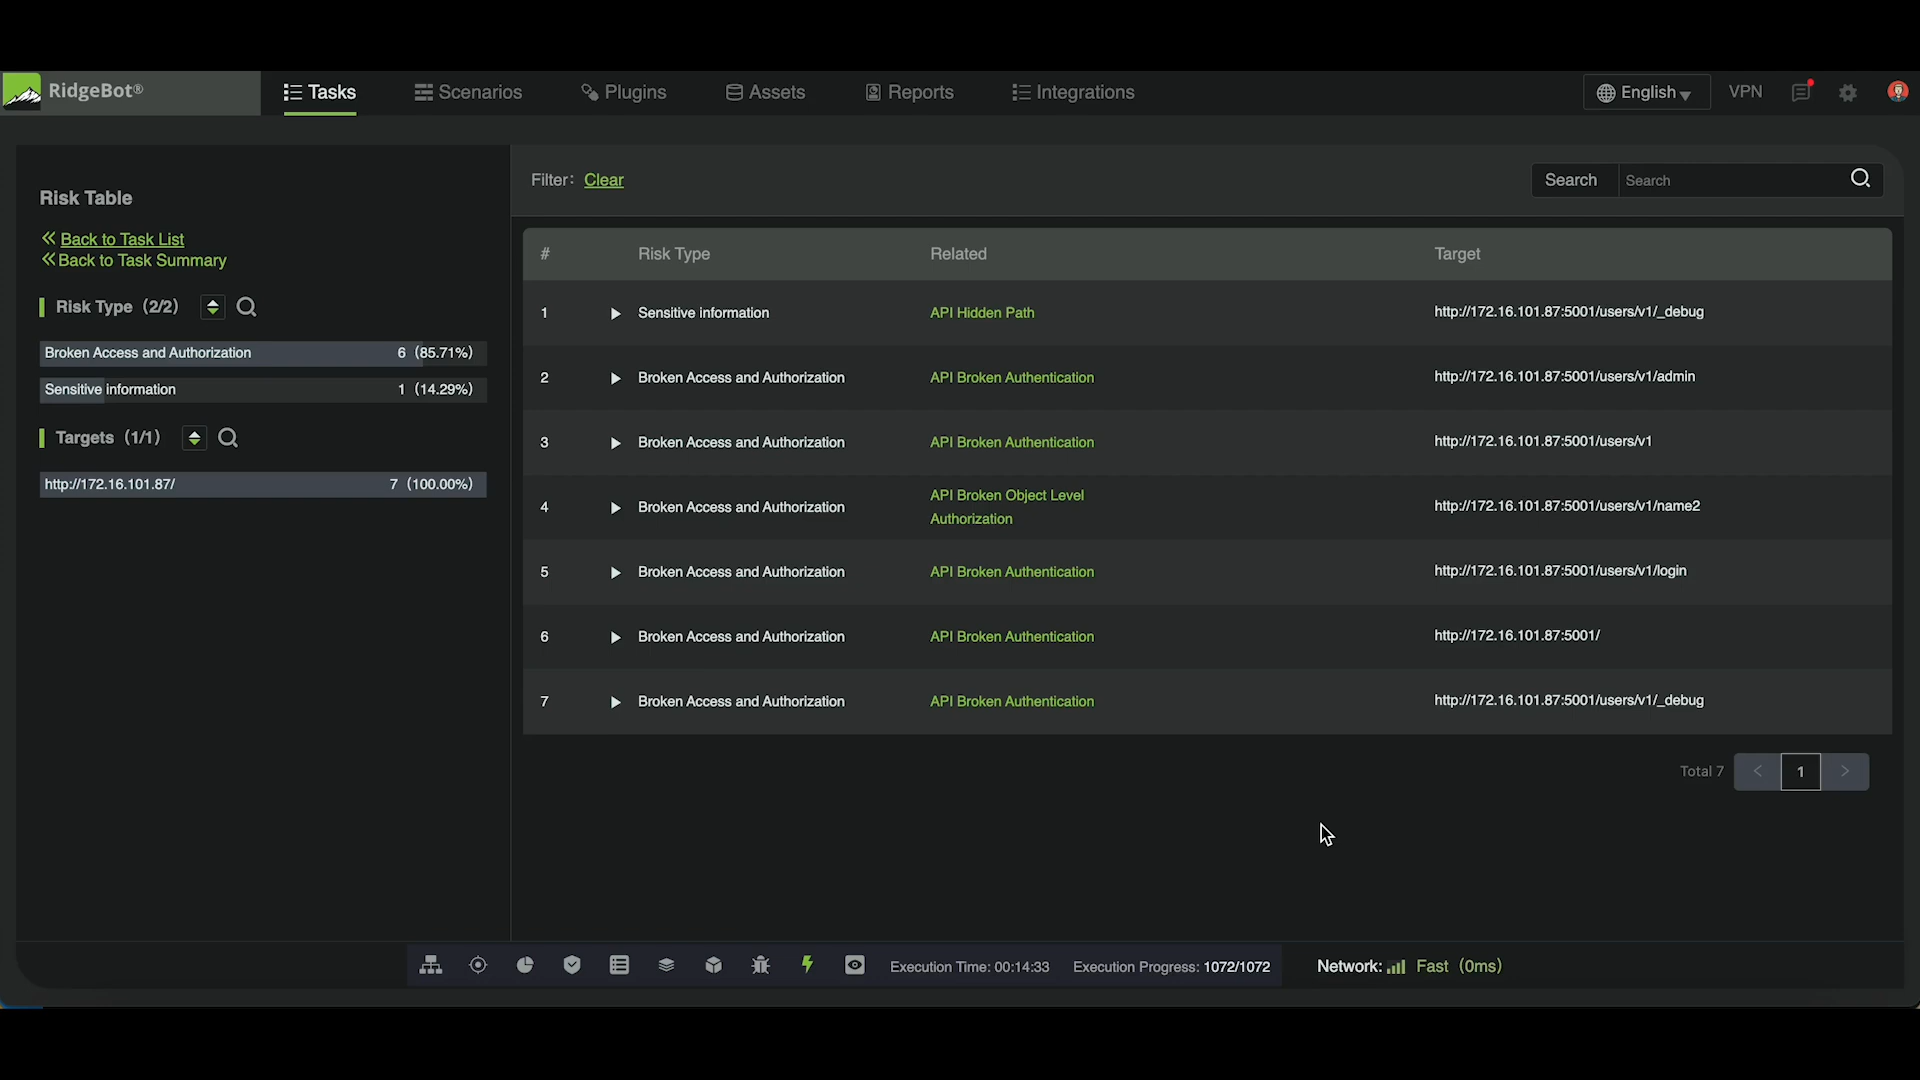 RidgeBot®
Tasks
Scenarios
Plugins
Assets
Reports
Integrations
English
VPN
Risk Table
Back to Task List
Back to Task Summary
Risk Type (2/2)
Broken Access and Authorization 6 (85.71%)
Sensitive information 1 (14.29%)
Targets (1/1)
http://172.16.101.87/ 7 (100.00%)
Filter: Clear
Search Search
# Risk Type Related Target
1 Sensitive information API Hidden Path http://172.16.101.87:5001/users/v1/_debug
2 Broken Access and Authorization API Broken Authentication http://172.16.101.87:5001/users/v1/admin
3 Broken Access and Authorization API Broken Authentication http://172.16.101.87:5001/users/v1
4 Broken Access and Authorization API Broken Object Level
Authorization http://172.16.101.87:5001/users/v1/name2
5 Broken Access and Authorization API Broken Authentication http://172.16.101.87:5001/users/v1/login
6 Broken Access and Authorization API Broken Authentication http://172.16.101.87:5001/
7 Broken Access and Authorization API Broken Authentication http://172.16.101.87:5001/users/v1/_debug
Total 7 < 1 >
Execution Time: 00:14:33 Execution Progress: 1072/1072 Network: Fast (0ms)